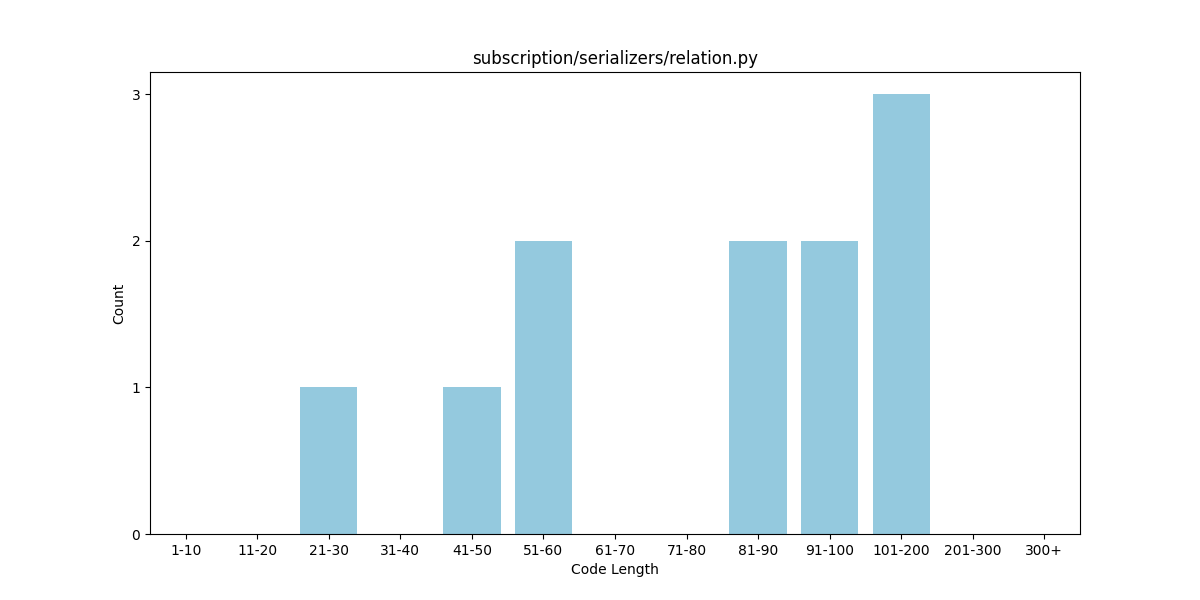 subscription/serializers/relation.py
3
2
1
0
Count
1-10 11-20 21-30 31-40 41-50 51-60 61-70 71-80 81-90 91-100 101-200 201-300 300+
Code Length